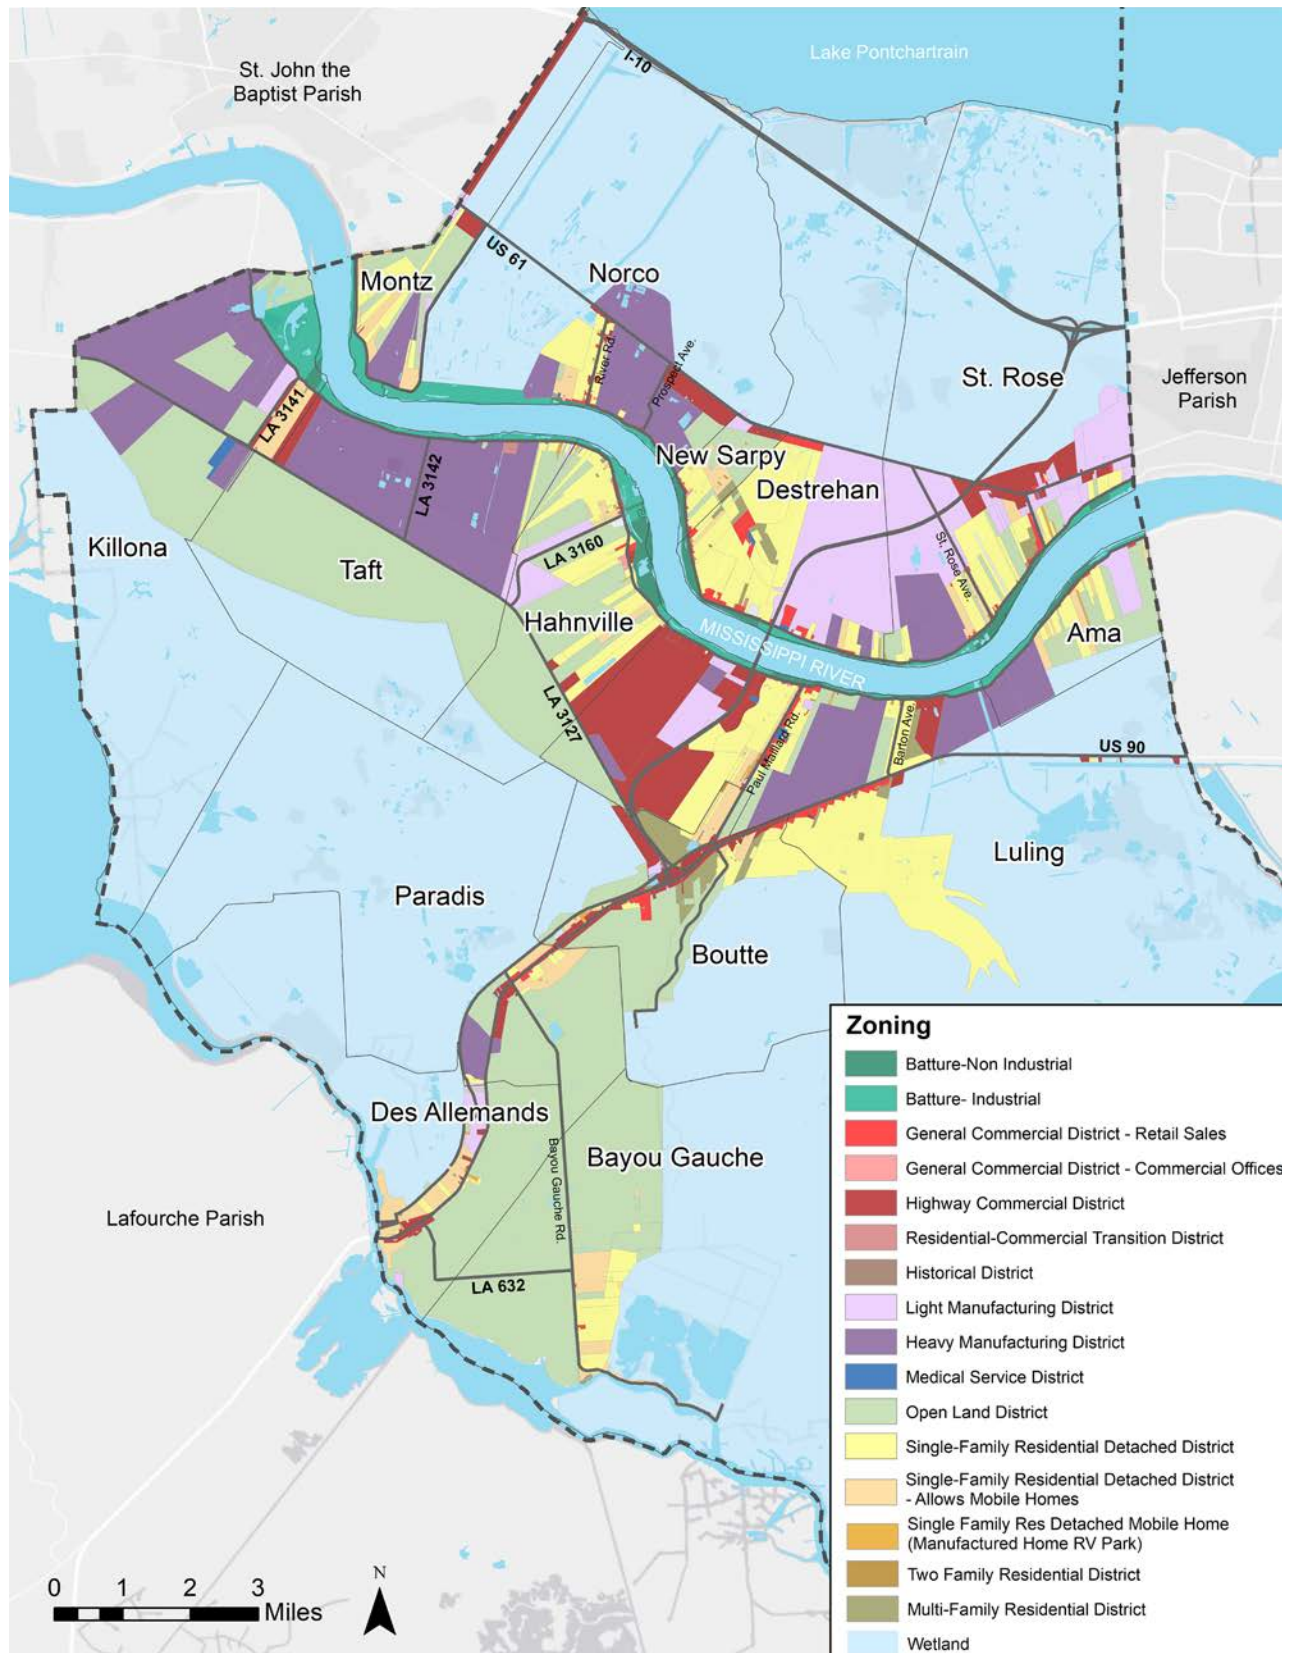 Lake Pontchartrain
I-10
St. John the
Baptist Parish
US 61
Montz
Norco
River Rd.
Prospect Ave.
St. Rose
Jefferson
Parish
LA 3141
LA 3142
New Sarpy
Destrehan
Killona
Taft
LA 3160
St. Rose Ave.
Hahnville
MISSISSIPPI RIVER
Ama
LA 3127
Paul Maillard Rd.
Barton Ave.
US 90
Luling
Paradis
Boutte
Des Allemands
Bayou Gauche
Bayou Gauche Rd.
Lafourche Parish
LA 632
Zoning
Batture-Non Industrial
Batture- Industrial
General Commercial District - Retail Sales
General Commercial District - Commercial Offices
Highway Commercial District
Residential-Commercial Transition District
Historical District
Light Manufacturing District
Heavy Manufacturing District
Medical Service District
Open Land District
Single-Family Residential Detached District
Single-Family Residential Detached District
- Allows Mobile Homes
Single Family Res Detached Mobile Home
(Manufactured Home RV Park)
Two Family Residential District
Multi-Family Residential District
Wetland
N
0 1 2 3
Miles